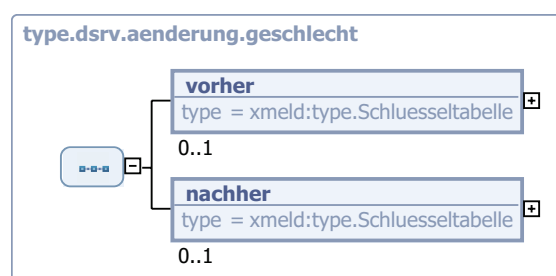 type.dsrv.aenderung.geschlecht
vorher
type = xmeld:type.Schluesseltabelle
0..1
nachher
type = xmeld:type.Schluesseltabelle
0..1